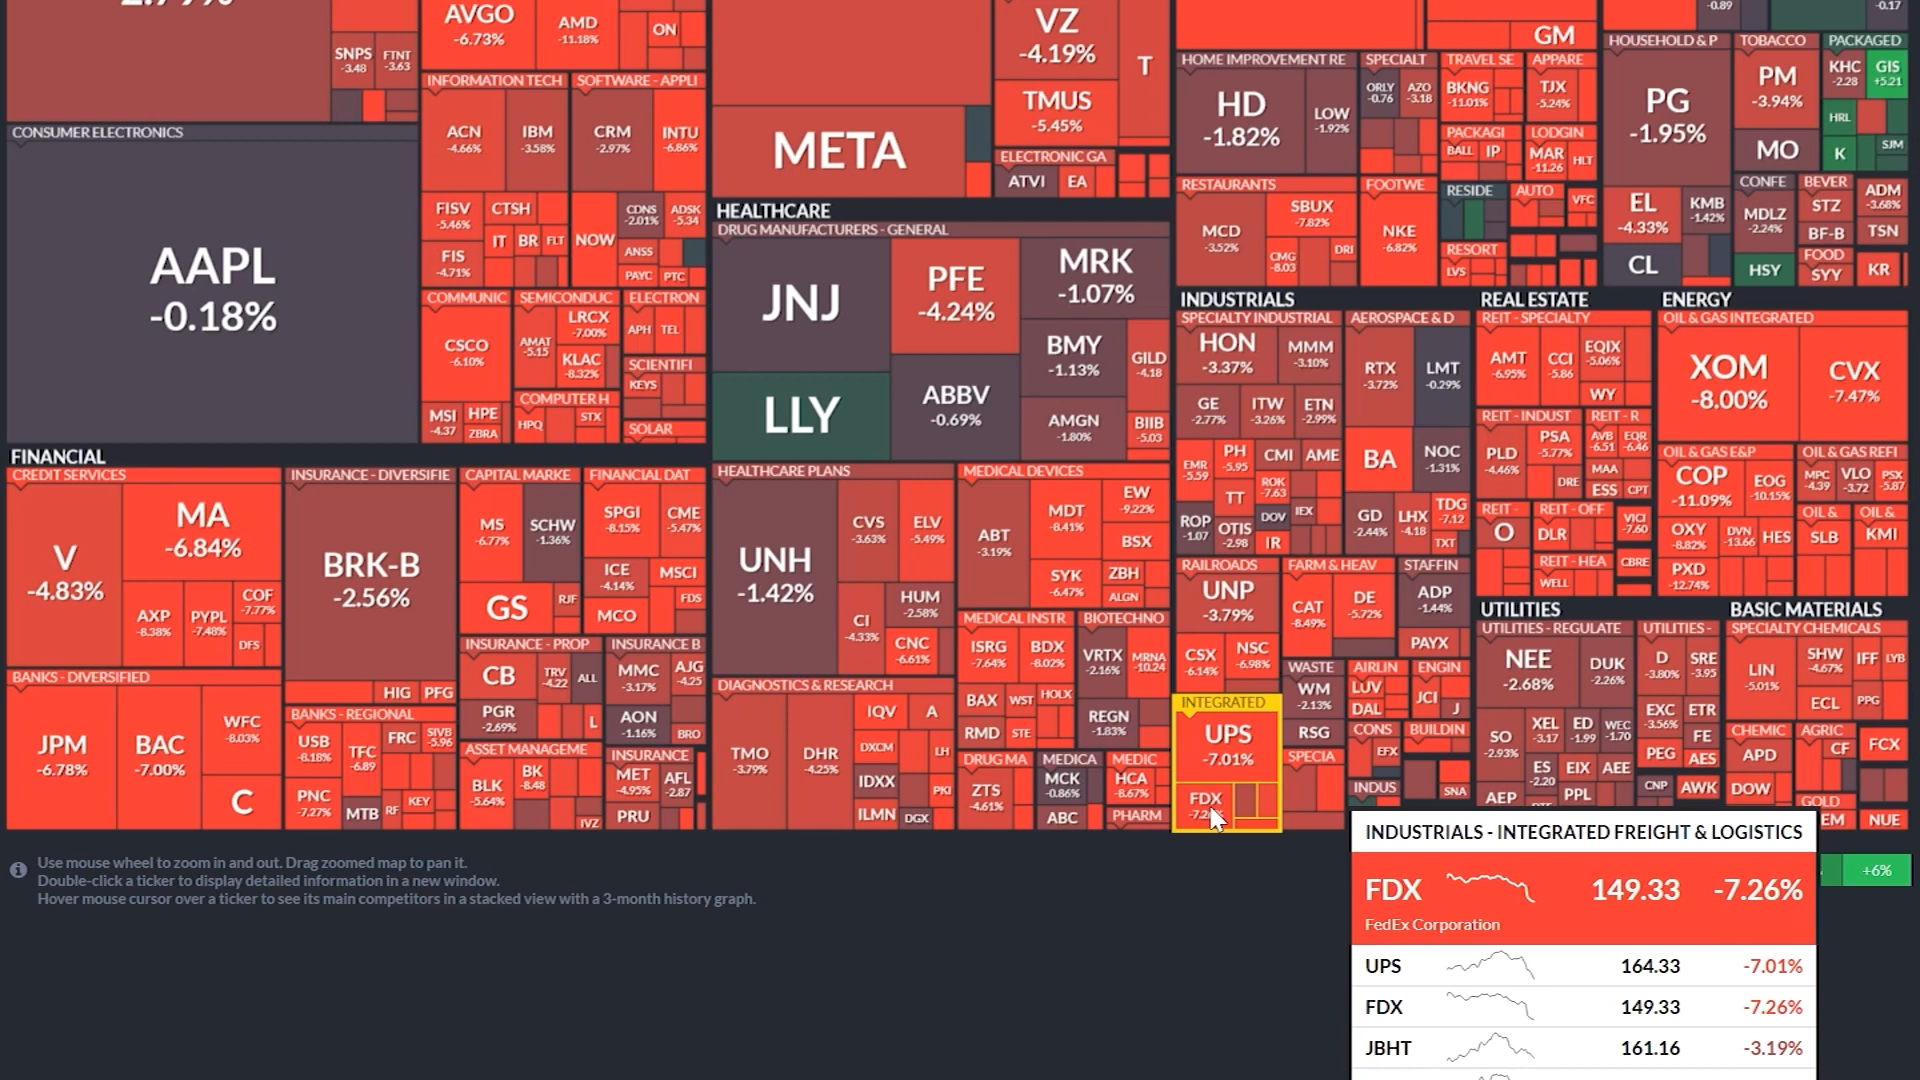 AVGO
-6.73%
AMD
-11.18%
ON
SNPS
-3.48
FTNT
-3.63
INFORMATION TECH
SOFTWARE - APPLI
ACN
-4.66%
IBM
-3.58%
CRM
-2.97%
INTU
-6.86%
CONSUMER ELECTRONICS
AAPL
-0.18%
FISV
-5.46%
CTSH
IT
BR
FLT
FIS
-4.71%
NOW
CDNS
-2.01%
ADSK
-5.34
ANSS
PAYC
PTC
COMMUNIC
SEMICONDUC
ELECTRON
CSCO
-6.10%
AMAT
-5.15
LRCX
-7.00%
KLAC
-8.32%
APH
TEL
SCIENTIFI
KEYS
COMPUTER H
MSI
-4.37
HPE
ZBRA
HPQ
STX
SOLAR
META
VZ
-4.19%
T
TMUS
-5.45%
ELECTRONIC GA
ATVI
EA
HEALTHCARE
DRUG MANUFACTURERS - GENERAL
JNJ
PFE
-4.24%
MRK
-1.07%
LLY
ABBV
-0.69%
BMY
-1.13%
GILD
-4.18
AMGN
-1.80%
BIIB
-5.03
HEALTHCARE PLANS
UNH
-1.42%
CVS
-3.63%
ELV
-5.49%
CI
-4.33%
HUM
-2.58%
CNC
-6.61%
MEDICAL DEVICES
ABT
-3.19%
MDT
-8.41%
EW
-9.22%
BSX
SYK
-6.47%
ZBH
ALGN
MEDICAL INSTR
ISRG
-7.64%
BDX
-8.02%
BAX
WST
HOLX
RMD
STE
BIOTECHNO
VRTX
-2.16%
MRNA
-10.24
REGN
-1.83%
DIAGNOSTICS & RESEARCH
TMO
-3.79%
DHR
-4.25%
IQV
A
DXCM
LH
IDXX
PKI
ILMN
DGX
DRUG MA
ZTS
-4.61%
MEDICA
MCK
-0.86%
ABC
MEDIC
HCA
-8.67%
PHARM
GM
HOME IMPROVEMENT RE
HD
-1.82%
LOW
-1.92%
SPECIALT
ORLY
-0.76
AZO
-3.18
TRAVEL SE
BKNG
-11.01%
APPARE
TJX
-5.24%
PACKAGI
BALL
IP
LODGIN
MAR
-11.26
HLT
RESTAURANTS
MCD
-3.52%
SBUX
-7.82%
CMG
-8.03
DRI
FOOTWE
NKE
-6.82%
RESIDE
AUTO
VFC
RESORT
LVS
-0.89
-0.17
HOUSEHOLD & P
PG
-1.95%
EL
-4.33%
KMB
-1.42%
CL
TOBACCO
PM
-3.94%
MO
PACKAGED
KHC
-2.28
GIS
+5.21
HRL
K
SJM
CONFE
MDLZ
-2.24%
HSY
BEVER
STZ
BF-B
ADM
-3.68%
TSN
FOOD
SYY
KR
INDUSTRIALS
SPECIALTY INDUSTRIAL
HON
-3.37%
MMM
-3.10%
GE
-2.77%
ITW
-3.26%
ETN
-2.99%
EMR
-5.59
PH
-5.95
CMI
AME
TT
ROK
-7.63
ROP
-1.07
OTIS
-2.98
DOV
IEX
IR
AEROSPACE & D
RTX
-3.72%
LMT
-0.29%
BA
NOC
-1.31%
GD
-2.44%
LHX
-4.18
TDG
-7.12
TXT
RAILROADS
UNP
-3.79%
CSX
-6.14%
NSC
-6.98%
FARM & HEAV
CAT
-8.49%
DE
-5.72%
STAFFIN
ADP
-1.44%
PAYX
WASTE
WM
-2.13%
RSG
AIRLIN
LUV
DAL
ENGIN
JCI
J
INTEGRATED
UPS
-7.01%
FDX
CONS
EFX
BUILDIN
SPECIA
INDUS
SNA
REAL ESTATE
REIT - SPECIALTY
AMT
-6.95%
CCI
-5.86
EQIX
-5.06%
WY
REIT - INDUST
PLD
-4.46%
PSA
-5.77%
DRE
REIT - R
AVB
-6.51
EQR
-6.46
MAA
ESS
CPT
REIT -
O
REIT - OFF
DLR
VICI
-7.60
REIT - HEA
WELL
CBRE
ENERGY
OIL & GAS INTEGRATED
XOM
-8.00%
CVX
-7.47%
OIL & GAS E&P
COP
-11.09%
EOG
-10.15%
OXY
-8.82%
DVN
-13.66
HES
PXD
-12.74%
OIL & GAS REFI
MPC
-4.39
VLO
-3.72
PSX
-5.87
OIL &
SLB
OIL &
KMI
UTILITIES
UTILITIES - REGULATE
NEE
-2.68%
DUK
-2.26%
SO
-2.93%
XEL
-3.17
ED
-1.99
WEC
-1.70
ES
-2.20
EIX
AEE
AEP
PPL
UTILITIES -
D
-3.80%
SRE
-3.95
EXC
-3.56%
ETR
FE
PEG
AES
CNP
AWK
BASIC MATERIALS
SPECIALTY CHEMICALS
LIN
-5.01%
SHW
-4.67%
IFF
LYB
ECL
PPG
CHEMIC
APD
DOW
AGRIC
CF
FCX
GOLD
EM
NUE
FINANCIAL
CREDIT SERVICES
V
-4.83%
MA
-6.84%
AXP
-8.38%
PYPL
-7.48%
COF
-7.77%
DFS
INSURANCE - DIVERSIFIE
BRK-B
-2.56%
HIG
PFG
CAPITAL MARKE
MS
-6.77%
SCHW
-1.36%
GS
RJF
FINANCIAL DAT
SPGI
-8.15%
CME
-5.47%
ICE
-4.14%
MSCI
MCO
FDS
INSURANCE - PROP
CB
TRV
-4.22
ALL
PGR
-2.69%
L
INSURANCE B
MMC
-3.17%
AJG
-4.25
AON
-1.16%
BRO
BANKS - DIVERSIFIED
JPM
-6.78%
BAC
-7.00%
WFC
-8.03%
C
BANKS - REGIONAL
USB
-8.18%
TFC
-6.89
FRC
SIVB
-5.96
PNC
-7.27%
MTB
RF
KEY
ASSET MANAGEME
BLK
-5.64%
BK
-8.48
IVZ
INSURANCE
MET
-4.95%
AFL
-2.87
PRU
Use mouse wheel to zoom in and out. Drag zoomed map to pan it.
Double-click a ticker to display detailed information in a new window.
Hover mouse cursor over a ticker to see its main competitors in a stacked view with a 3-month history graph.
+6%
INDUSTRIALS - INTEGRATED FREIGHT & LOGISTICS
FDX 149.33 -7.26%
FedEx Corporation
UPS 164.33 -7.01%
FDX 149.33 -7.26%
JBHT 161.16 -3.19%